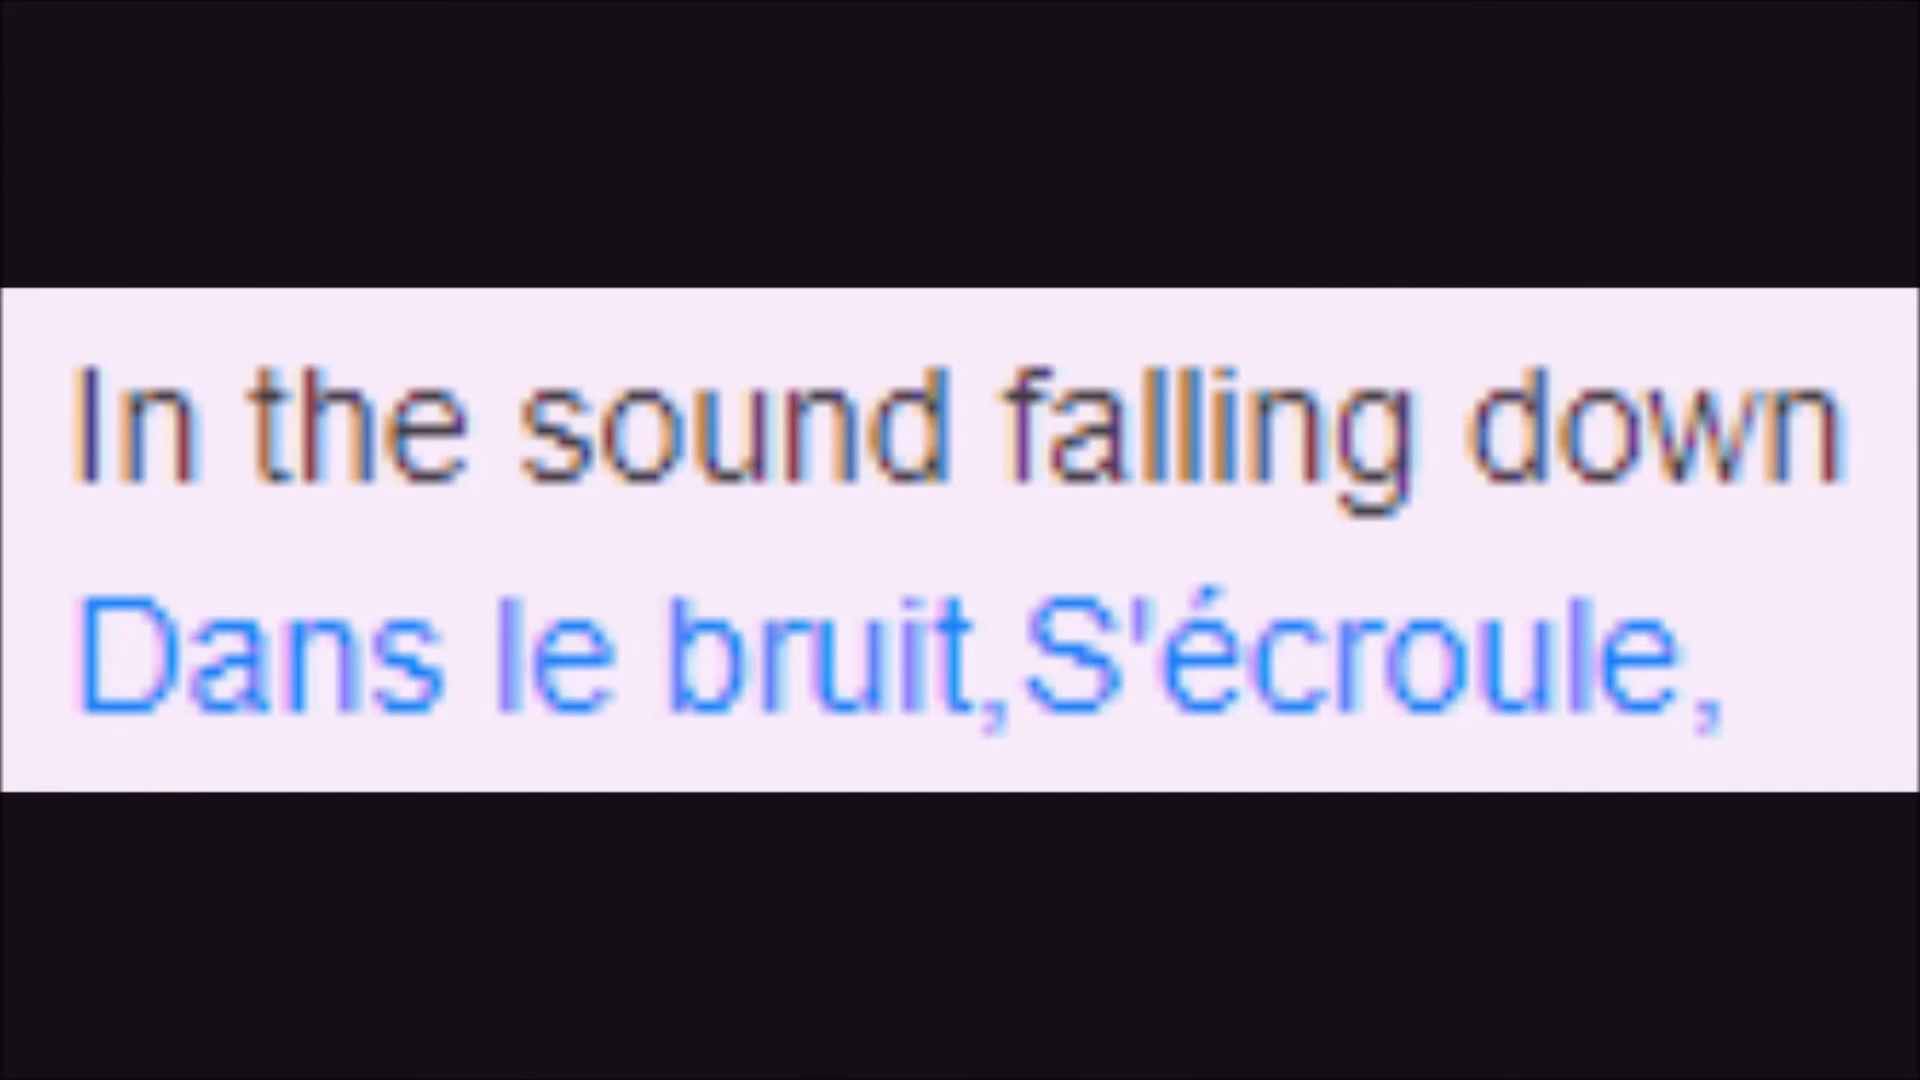 In the sound falling down
Dans le bruit,S'écroule,